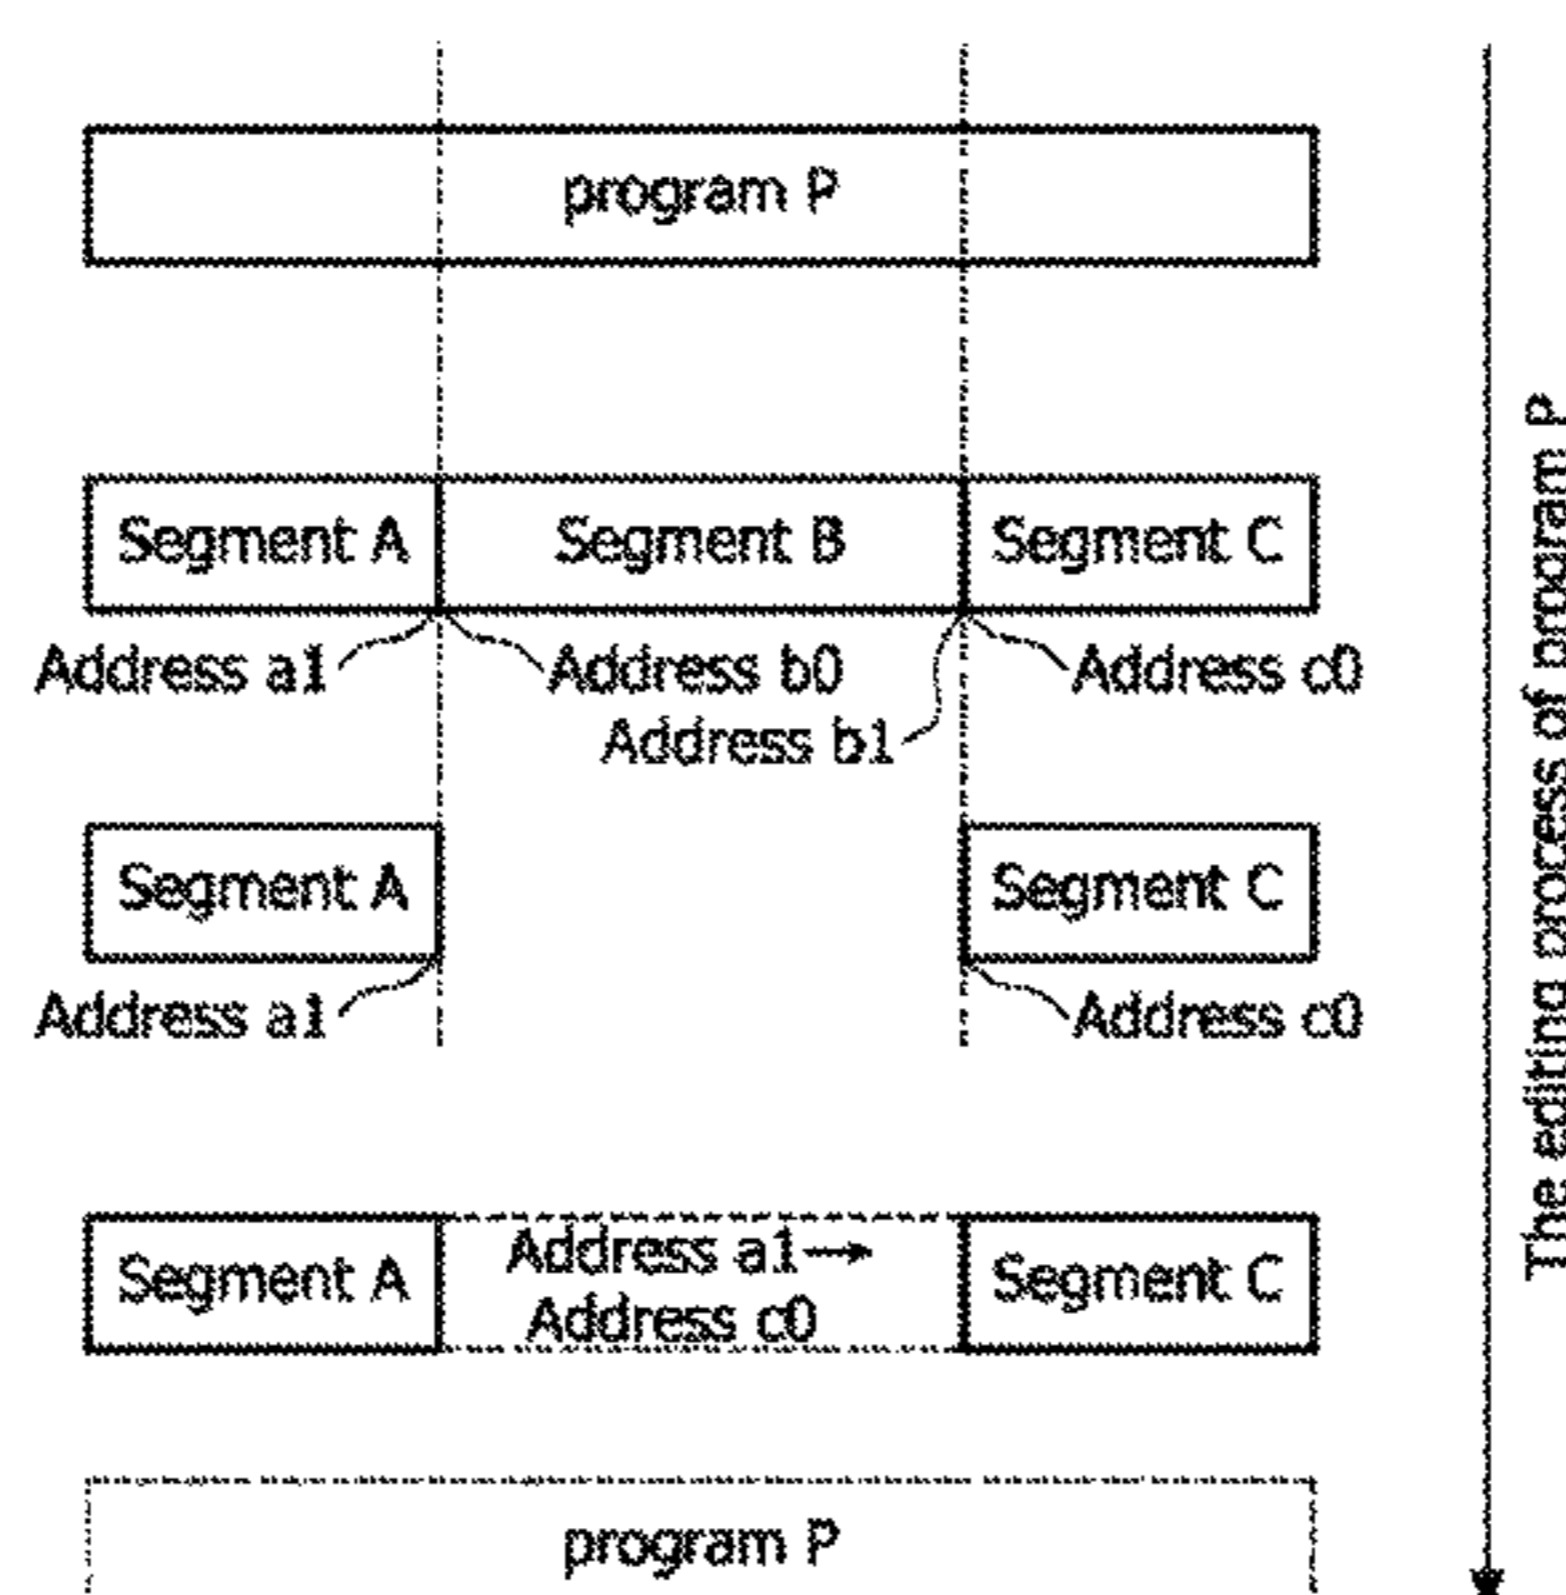 program P
Segment A Segment B Segment C
Address a1 Address b0 Address c0
Address b1
Segment A Segment C
Address a1 Address c0
Segment A Address a1→ Segment C
Address c0
program P
The editing process of program P